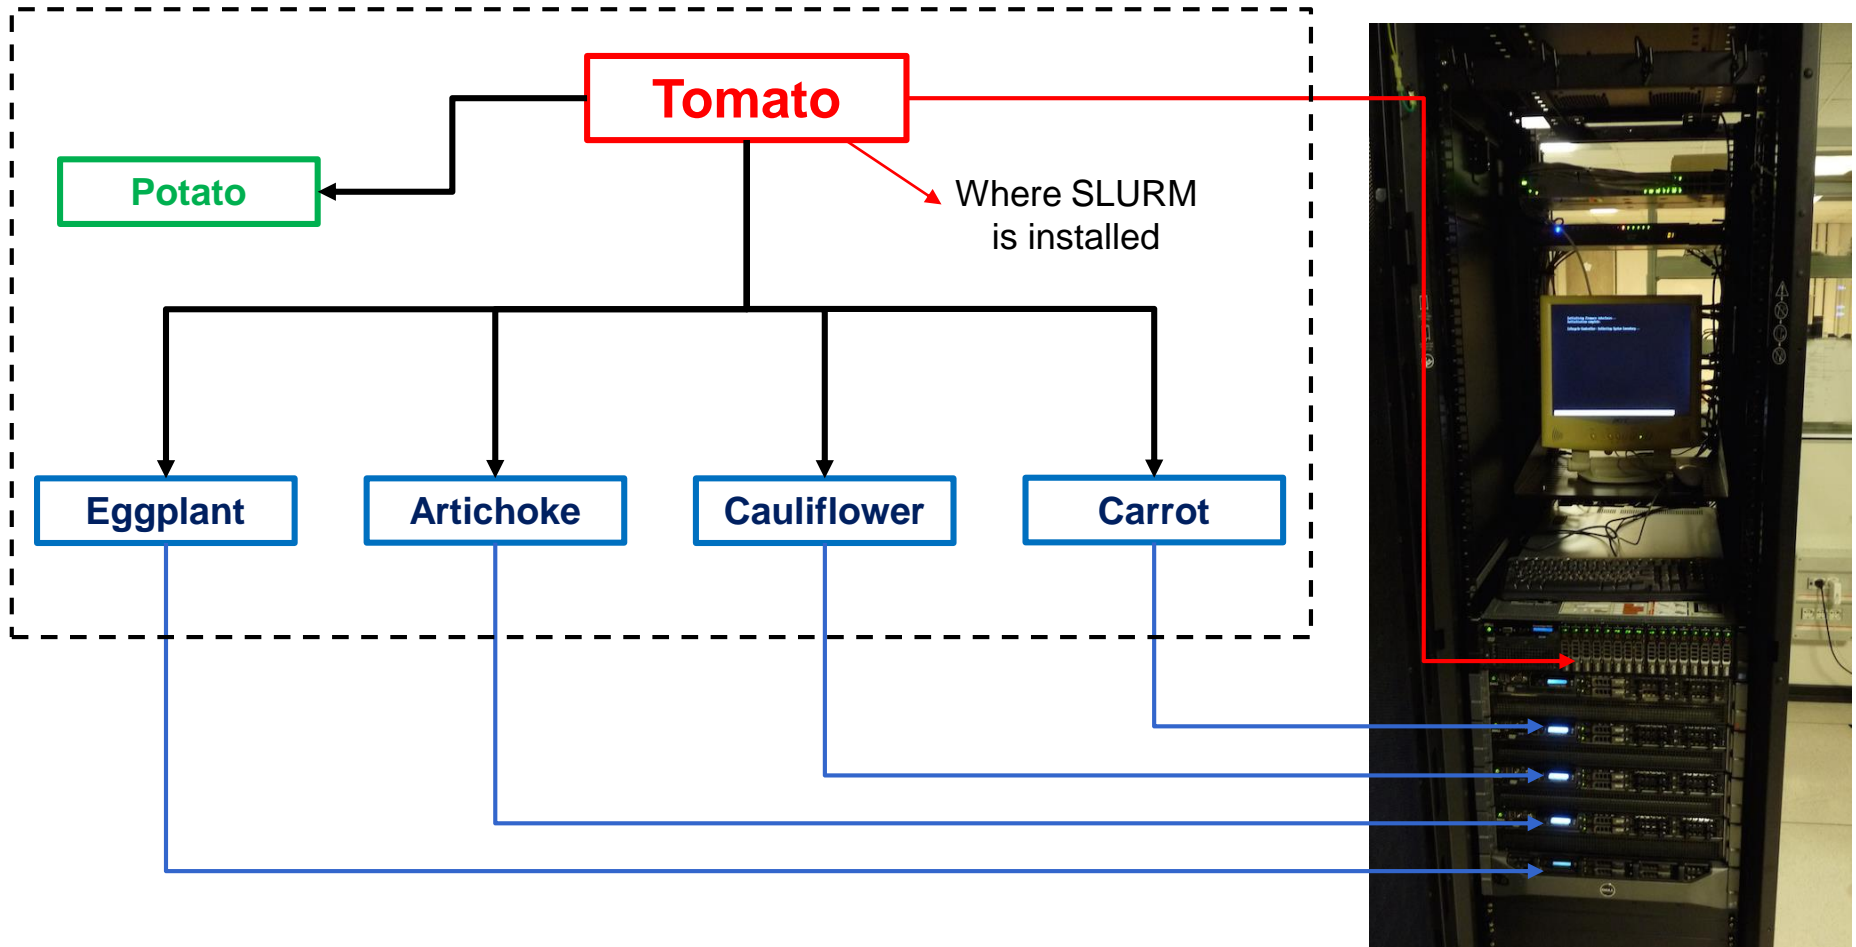 Tomato
Potato
Where SLURM
is installed
Eggplant
Artichoke
Cauliflower
Carrot